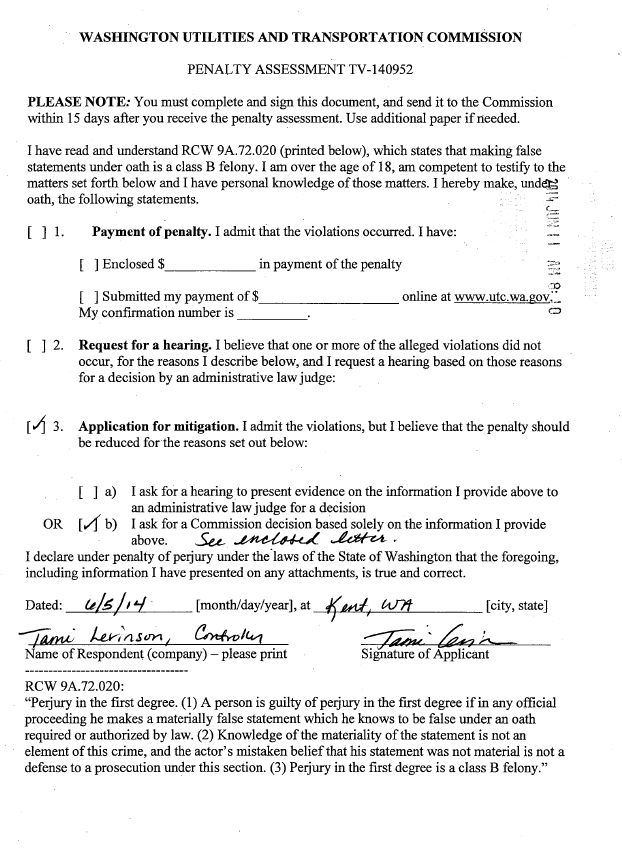 WASHINGTON UTILITIES AND TRANSPORTATION COMMISSION
PENALTY ASSESSMENT TV-140952
PLEASE NOTE: You must complete and sign this document, and send it to the Commission
within 15 days after you receive the penalty assessment. Use additional paper if needed.
I have read and understand RCW 9A.72.020 (printed below), which states that making false
statements under oath is a class B felony. I am over the age of 18, am competent to testify to the
matters set forth below and I have personal knowledge of those matters. I hereby make, under
oath, the following statements.
[ ] 1. Payment of penalty. I admit that the violations occurred. I have:
[ ] Enclosed $____________ in payment of the penalty
[ ] Submitted my payment of $__________________ online at www.utc.wa.gov.
My confirmation number is _________.
[ ] 2. Request for a hearing. I believe that one or more of the alleged violations did not
occur, for the reasons I describe below, and I request a hearing based on those reasons
for a decision by an administrative law judge:
[✓] 3. Application for mitigation. I admit the violations, but I believe that the penalty should
be reduced for the reasons set out below:
[ ] a) I ask for a hearing to present evidence on the information I provide above to
an administrative law judge for a decision
OR [✓] b) I ask for a Commission decision based solely on the information I provide
above. See enclosed letter.
I declare under penalty of perjury under the laws of the State of Washington that the foregoing,
including information I have presented on any attachments, is true and correct.
Dated: 6/5/14 [month/day/year], at Kent, WA [city, state]
Tami Levinson, Controller Tami Levin
Name of Respondent (company) – please print Signature of Applicant
-----------------------------------
RCW 9A.72.020:
“Perjury in the first degree. (1) A person is guilty of perjury in the first degree if in any official
proceeding he makes a materially false statement which he knows to be false under an oath
required or authorized by law. (2) Knowledge of the materiality of the statement is not an
element of this crime, and the actor’s mistaken belief that his statement was not material is not a
defense to a prosecution under this section. (3) Perjury in the first degree is a class B felony.”